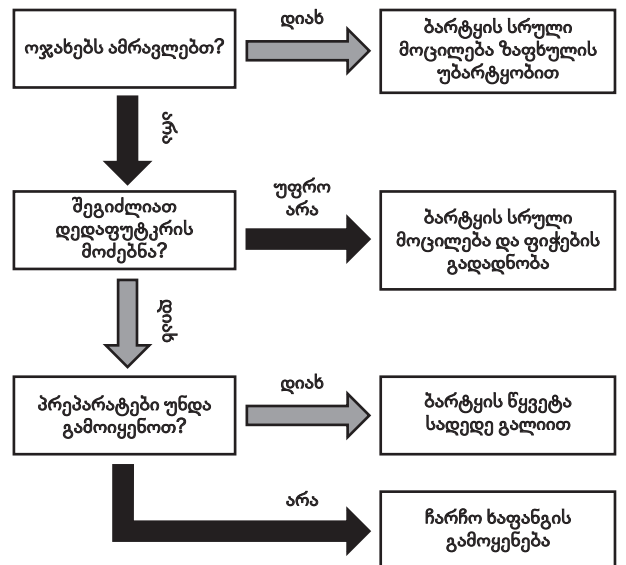 ოჯახებს ამრავლებთ?
დიახ
ბარტყის სრული
მოცილება ზაფხულის
უბარტყობით
არა
შეგიძლიათ
დედაფუტკრის
მოძებნა?
უფრო
არა
ბარტყის სრული
მოცილება და ფიჭების
გადადნობა
დიახ
პრეპარატები უნდა
გამოიყენოთ?
დიახ
ბარტყის წყვეტა
სადედე გალიით
არა
ჩარჩო ხაფანგის
გამოყენება